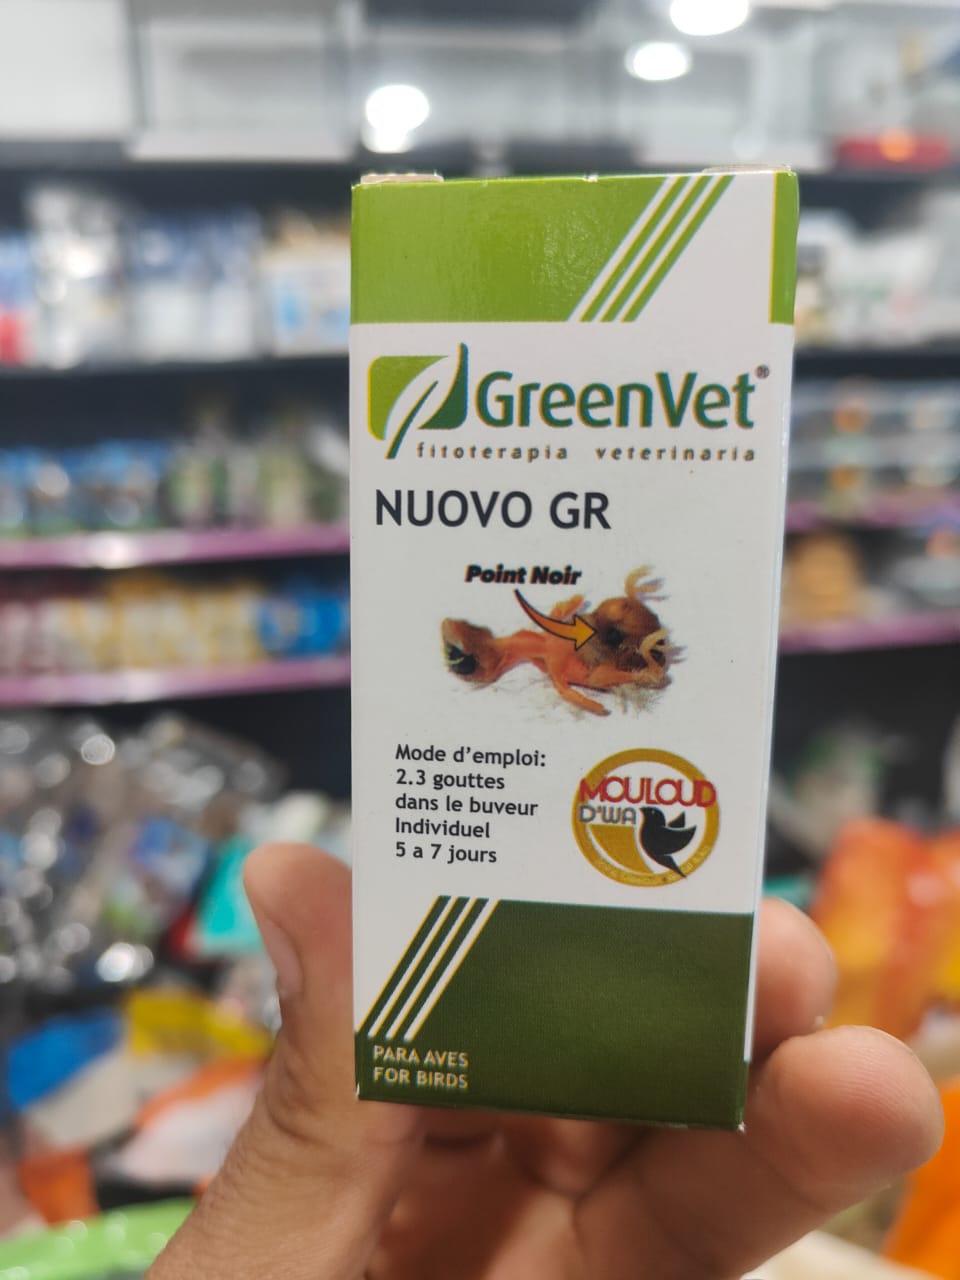 GreenVet®
fitoterapia veterinaria
NUOVO GR
Point Noir
Mode d'emploi:
2.3 gouttes
dans le buveur
Individuel
5 a 7 jours
MOULOUD
D'WA
PARA AVES
FOR BIRDS